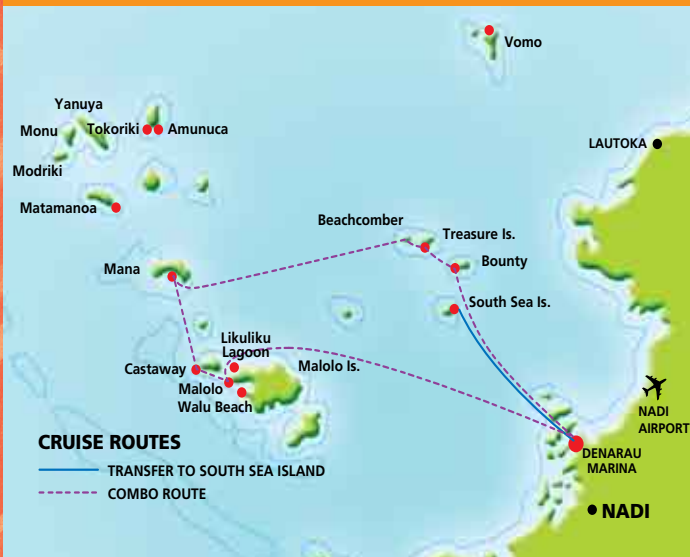 Vomo
Yanuya
Monu
Tokoriki
Amunuca
Modriki
LAUTOKA
Matamanoa
Beachcomber
Treasure Is.
Mana
Bounty
South Sea Is.
Likuliku
Lagoon
Castaway
Malolo Is.
Malolo
Walu Beach
NADI
AIRPORT
CRUISE ROUTES
DENARAU
MARINA
TRANSFER TO SOUTH SEA ISLAND
COMBO ROUTE
NADI